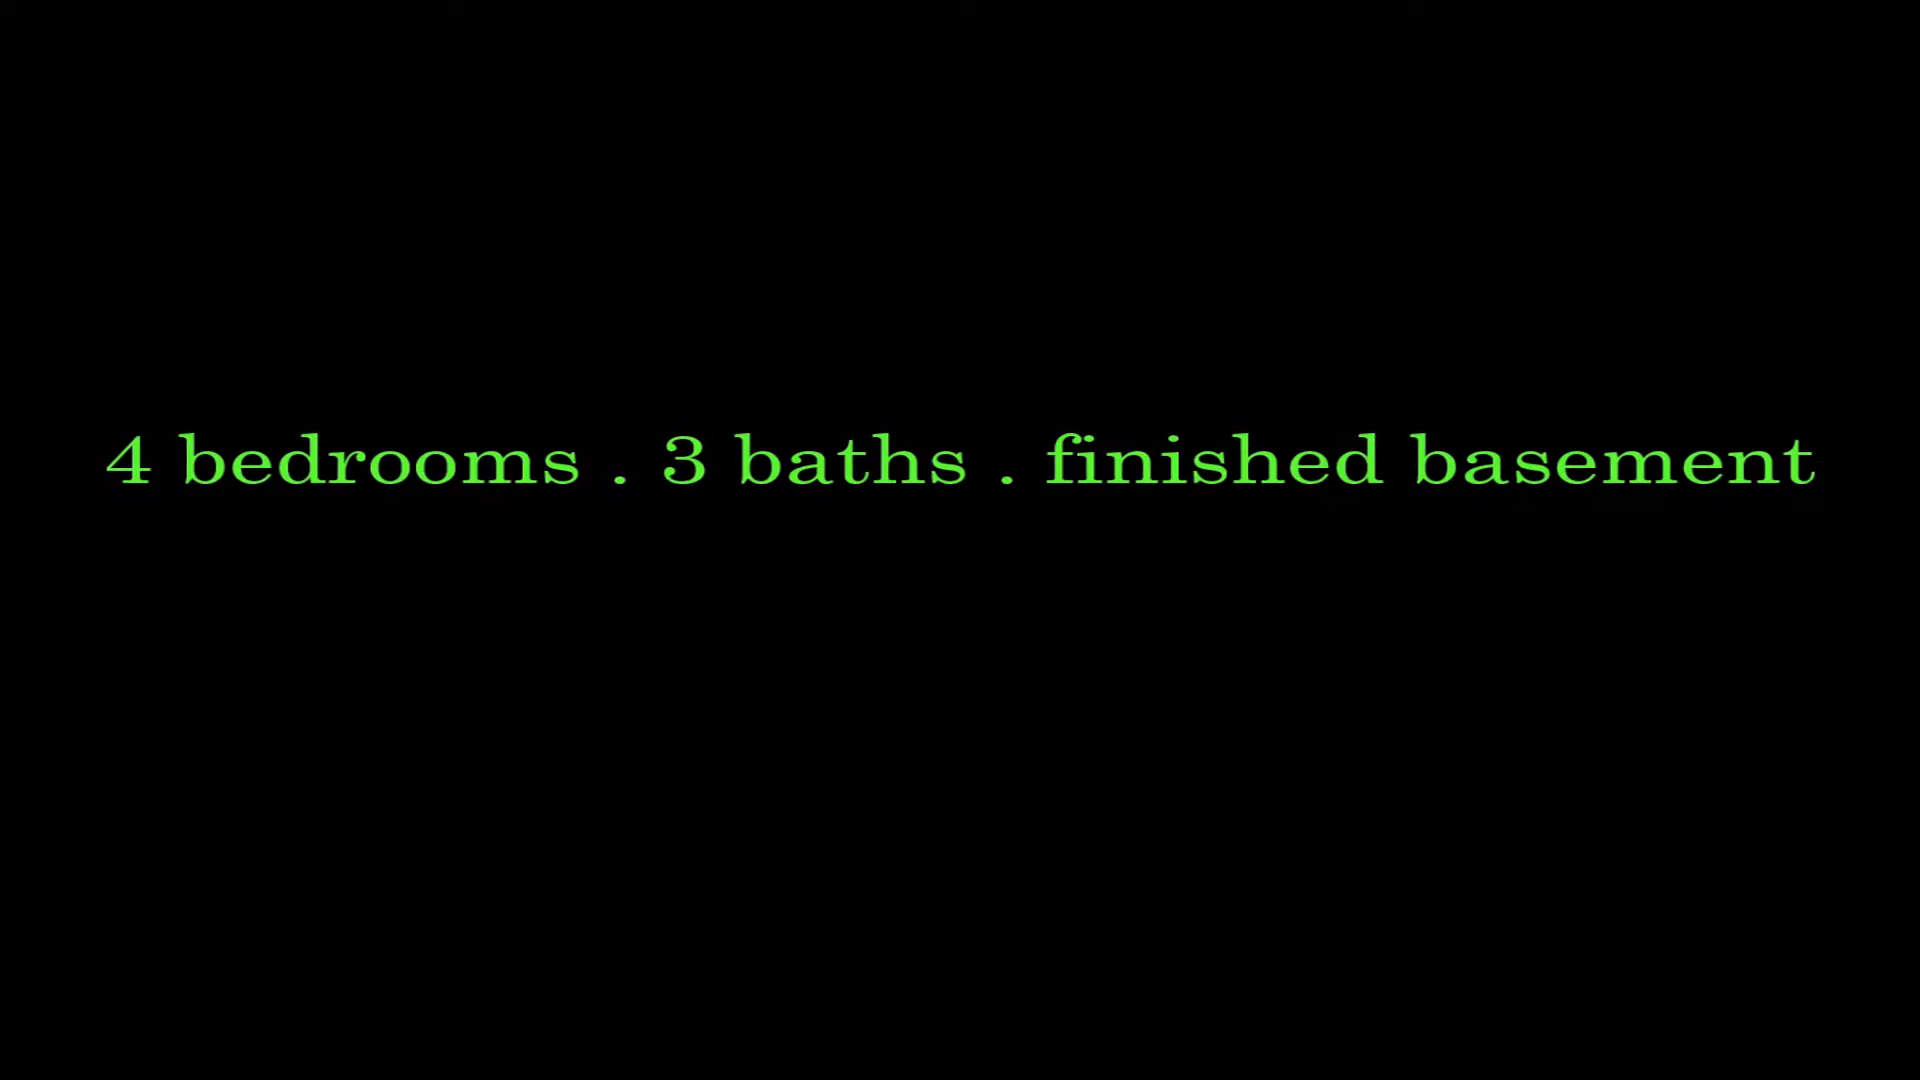 4 bedrooms . 3 baths . finished basement